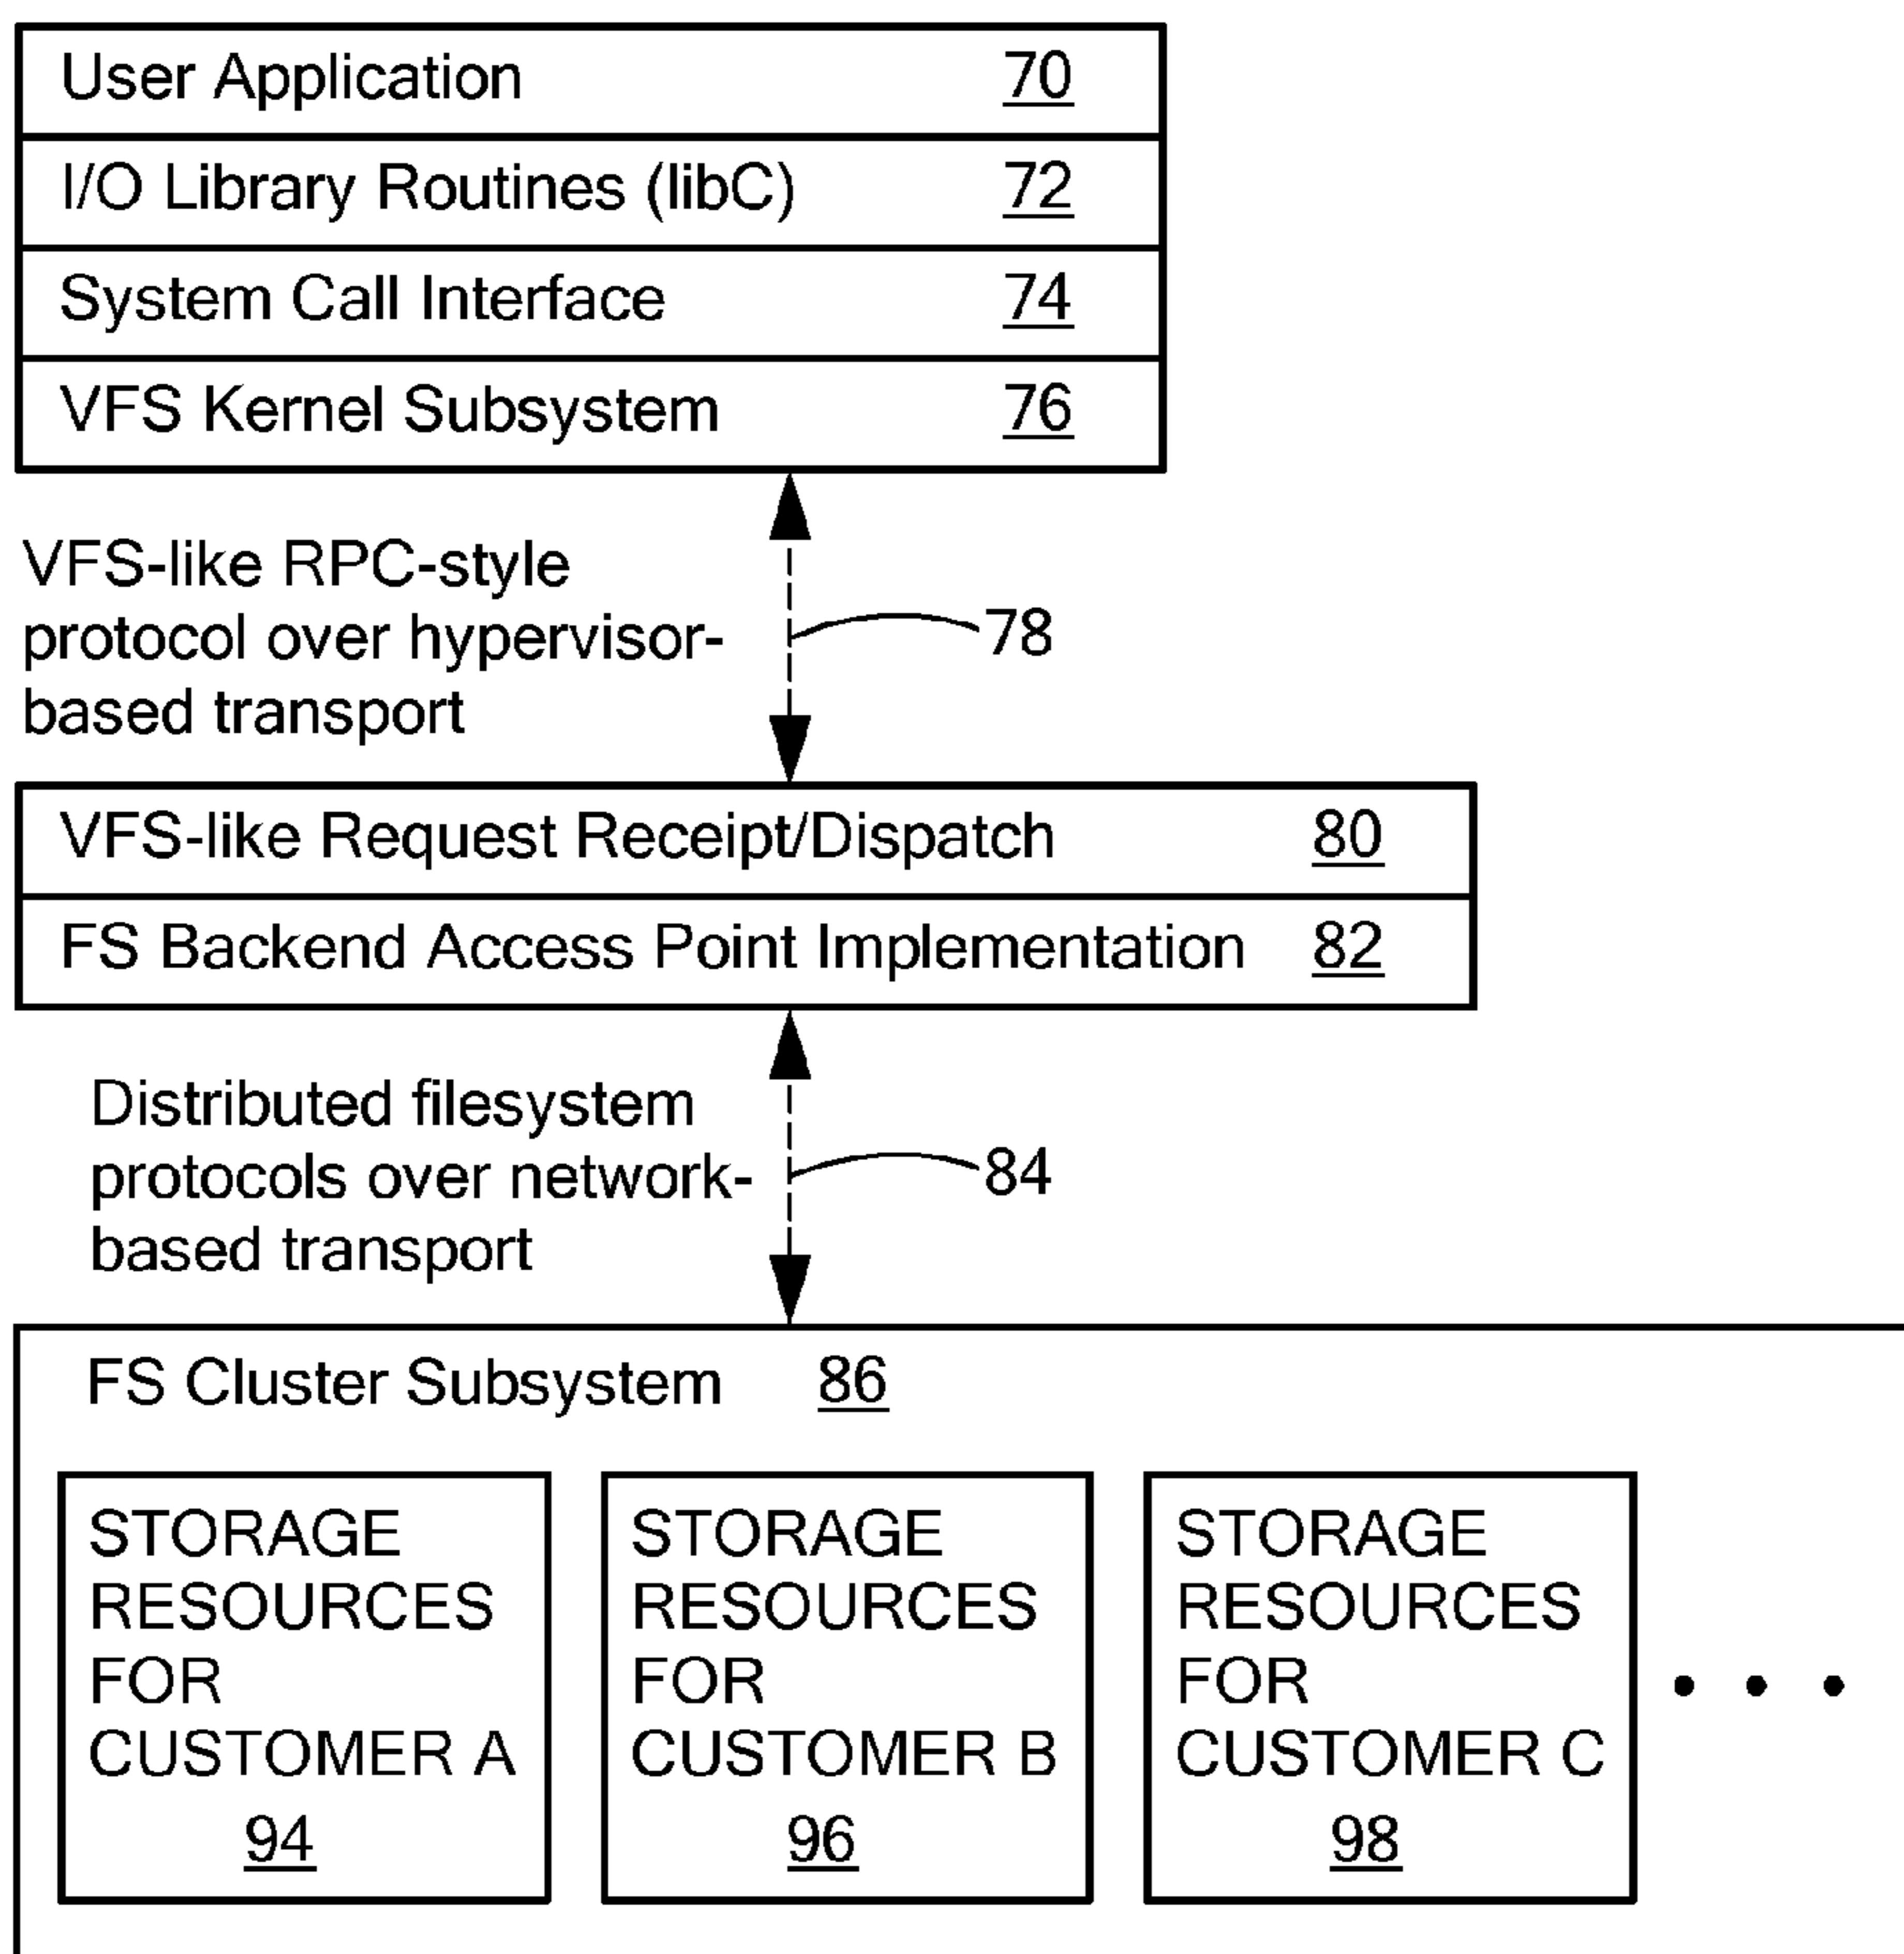 User Application 70
I/O Library Routines (libC) 72
System Call Interface 74
VFS Kernel Subsystem 76
VFS-like RPC-style
protocol over hypervisor-
based transport
78
VFS-like Request Receipt/Dispatch 80
FS Backend Access Point Implementation 82
Distributed filesystem
protocols over network-
based transport
84
FS Cluster Subsystem 86
STORAGE
RESOURCES
FOR
CUSTOMER A
94
STORAGE
RESOURCES
FOR
CUSTOMER B
96
STORAGE
RESOURCES
FOR
CUSTOMER C
98
• • •